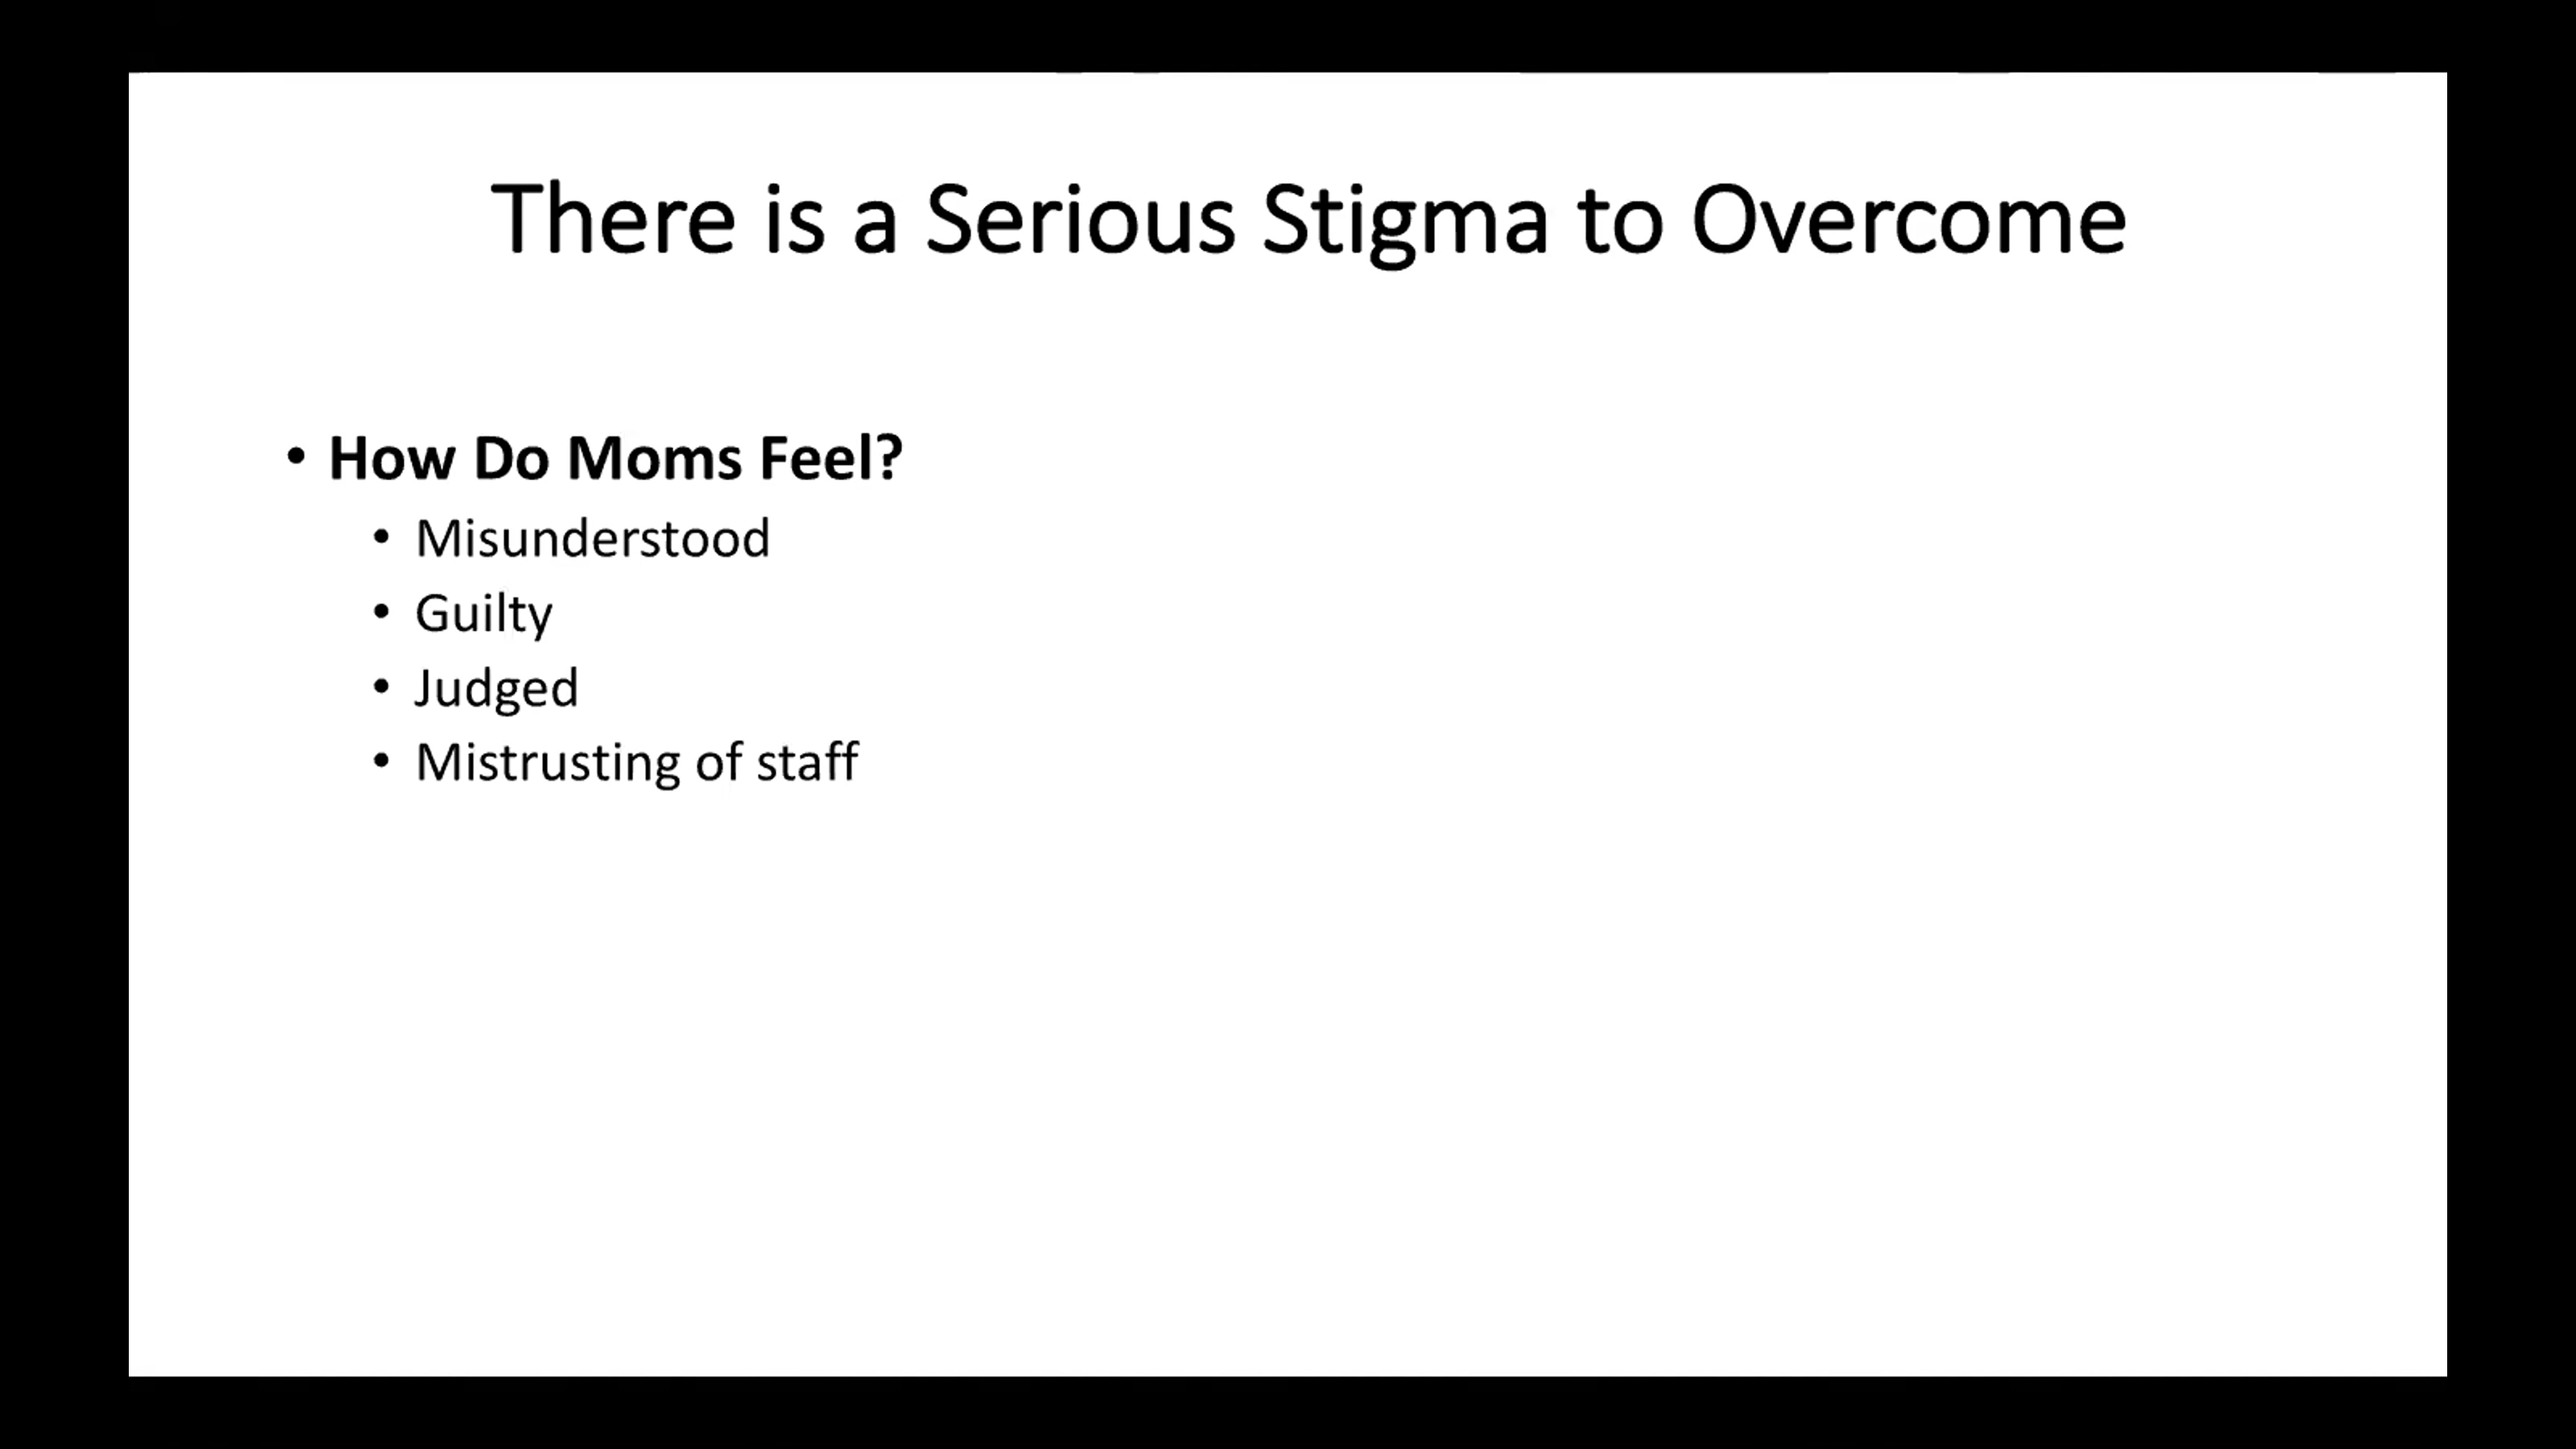 There is a Serious Stigma to Overcome
• How Do Moms Feel?
• Misunderstood
• Guilty
• Judged
• Mistrusting of staff